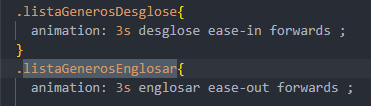 .listaGenerosDesglose{
animation: 3s desglose ease-in forwards ;
}
.listaGenerosEnglosar{
animation: 3s englosar ease-out forwards ;